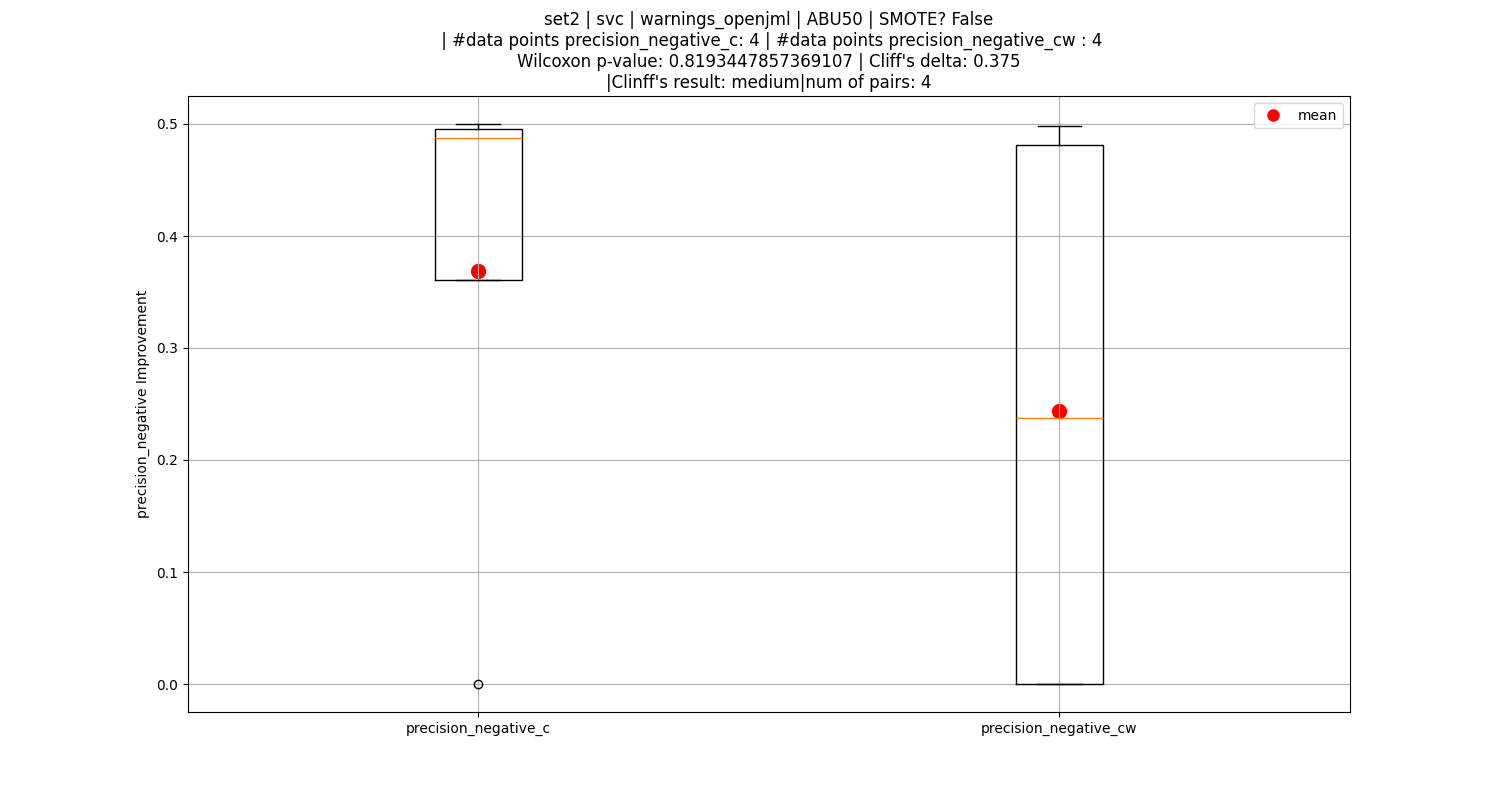 set2 | svc | warnings_openjml | ABU50 | SMOTE? False
| #data points precision_negative_c: 4 | #data points precision_negative_cw : 4
Wilcoxon p-value: 0.8193447857369107 | Cliff's delta: 0.375
|Clinff's result: medium|num of pairs: 4
mean
0.5
0.4
0.3
0.2
0.1
0.0
precision_negative Improvement
precision_negative_c
precision_negative_cw